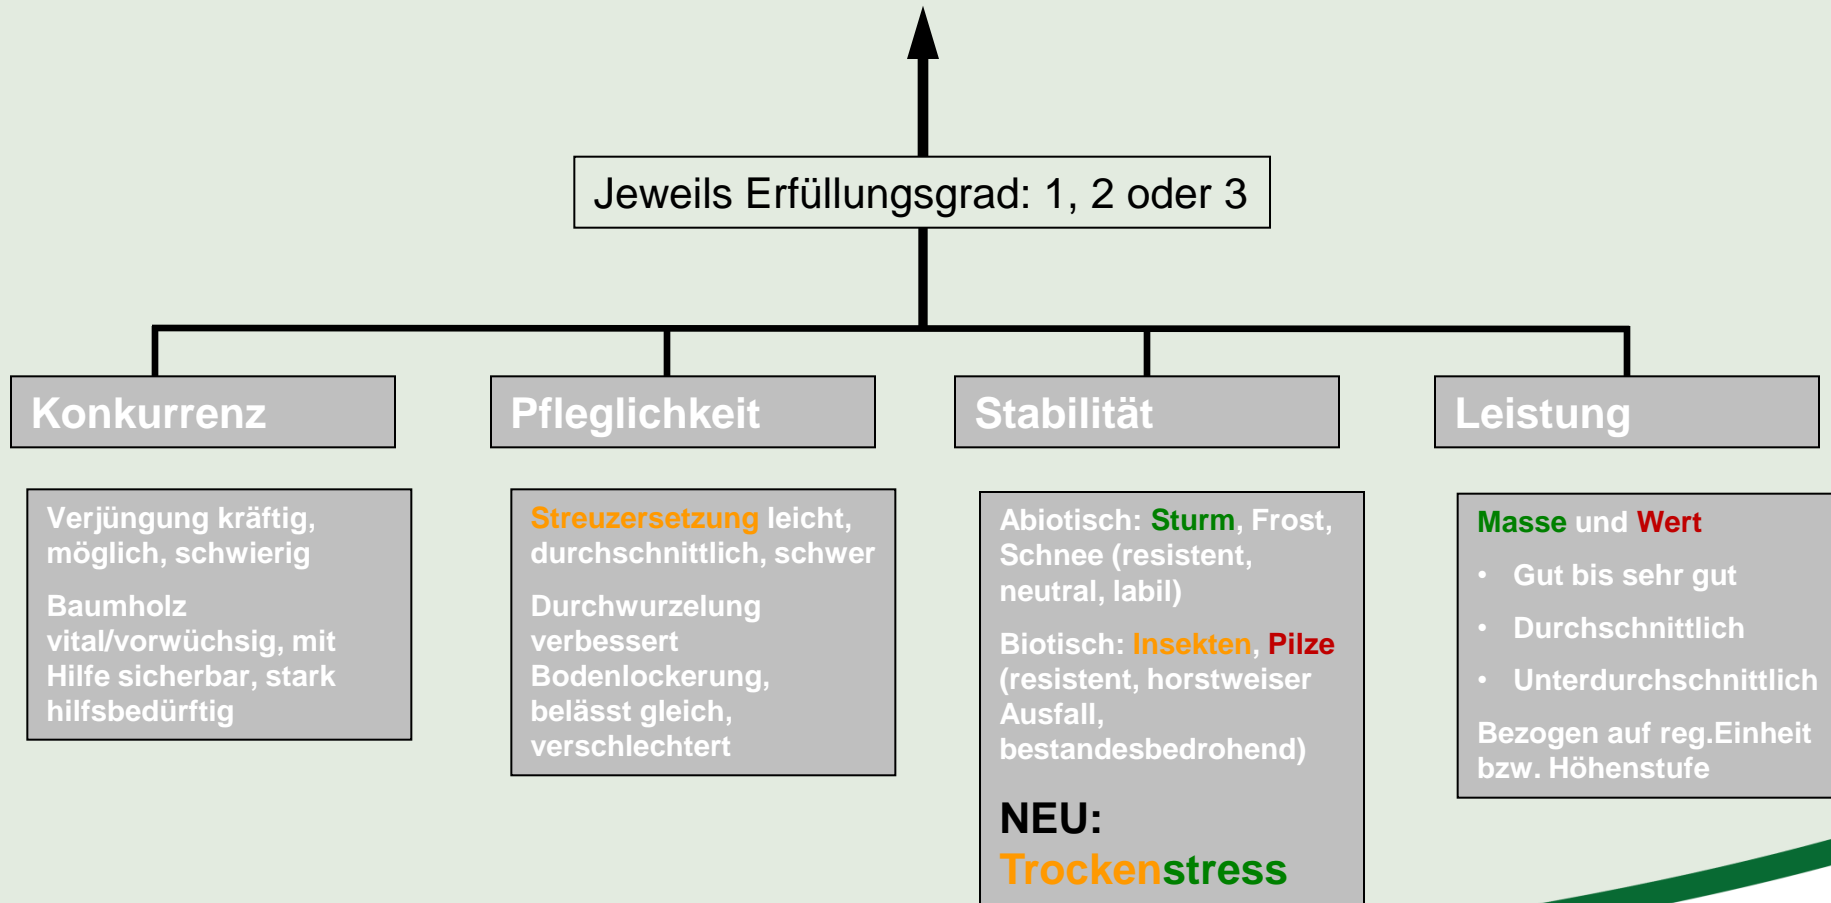 Jeweils Erfüllungsgrad: 1, 2 oder 3
Konkurrenz
Verjüngung kräftig,
möglich, schwierig
Baumholz
vital/vorwüchsig, mit
Hilfe sicherbar, stark
hilfsbedürftig
Pfleglichkeit
Streuzersetzung leicht,
durchschnittlich, schwer
Durchwurzelung
verbessert
Bodenlockerung,
belässt gleich,
verschlechtert
Stabilität
Abiotisch: Sturm, Frost,
Schnee (resistent,
neutral, labil)
Biotisch: Insekten, Pilze
(resistent, horstweiser
Ausfall,
bestandesbedrohend)
NEU:
Trockenstress
Leistung
Masse und Wert
• Gut bis sehr gut
• Durchschnittlich
• Unterdurchschnittlich
Bezogen auf reg.Einheit
bzw. Höhenstufe